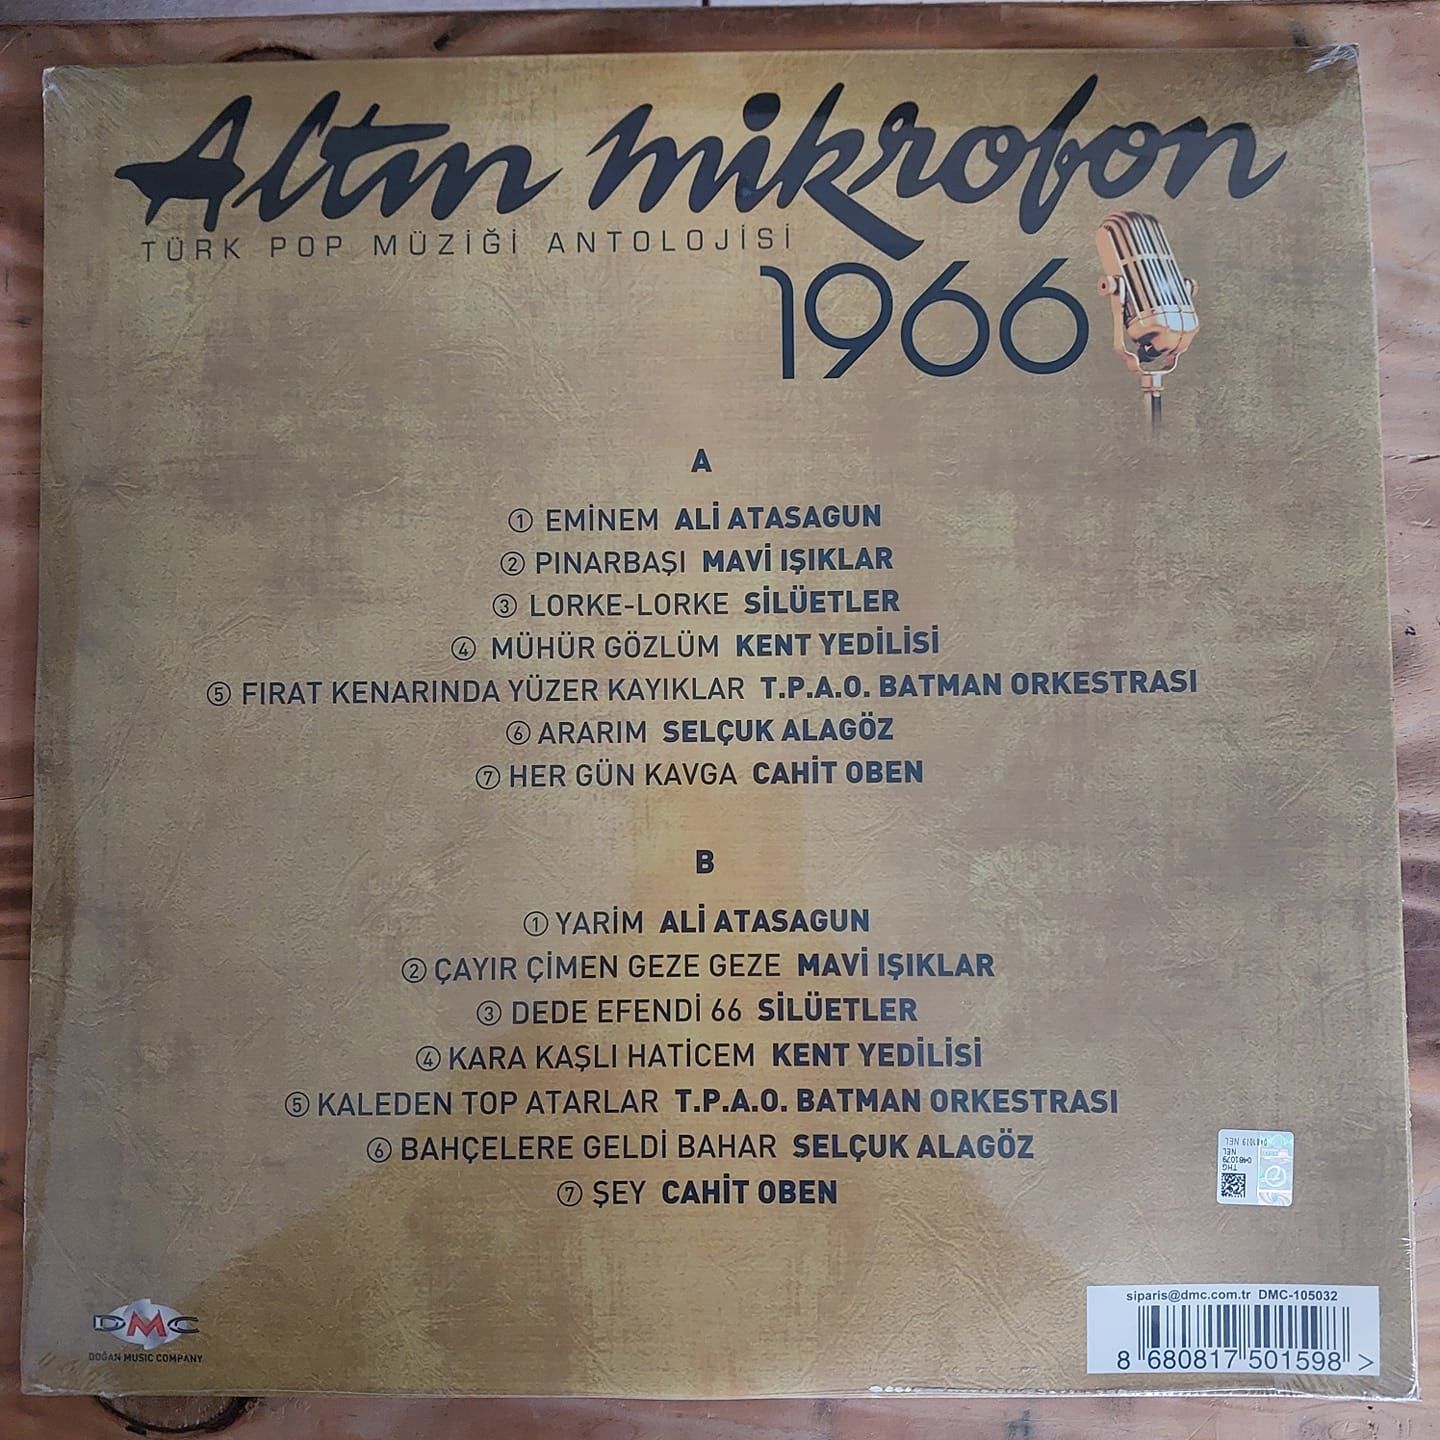 Altın mikrofon
TÜRK POP MÜZİĞİ ANTOLOJİSİ
1966
A
① EMİNEM ALİ ATASAGUN
② PINARBAŞI MAVİ IŞIKLAR
③ LORKE-LORKE SİLÜETLER
④ MÜHÜR GÖZLÜM KENT YEDİLİSİ
⑤ FIRAT KENARINDA YÜZER KAYIKLAR T.P.A.O. BATMAN ORKESTRASI
⑥ ARARIM SELÇUK ALAGÖZ
⑦ HER GÜN KAVGA CAHİT OBEN
B
① YARİM ALİ ATASAGUN
② ÇAYIR ÇİMEN GEZE GEZE MAVİ IŞIKLAR
③ DEDE EFENDİ 66 SİLÜETLER
④ KARA KAŞLI HATİCEM KENT YEDİLİSİ
⑤ KALEDEN TOP ATARLAR T.P.A.O. BATMAN ORKESTRASI
⑥ BAHÇELERE GELDİ BAHAR SELÇUK ALAGÖZ
⑦ ŞEY CAHİT OBEN
0481079 NEL
THG
0481079
NEL
DMC
DOĞAN MUSIC COMPANY
siparis@dmc.com.tr DMC-105032
8 680817 501598 >